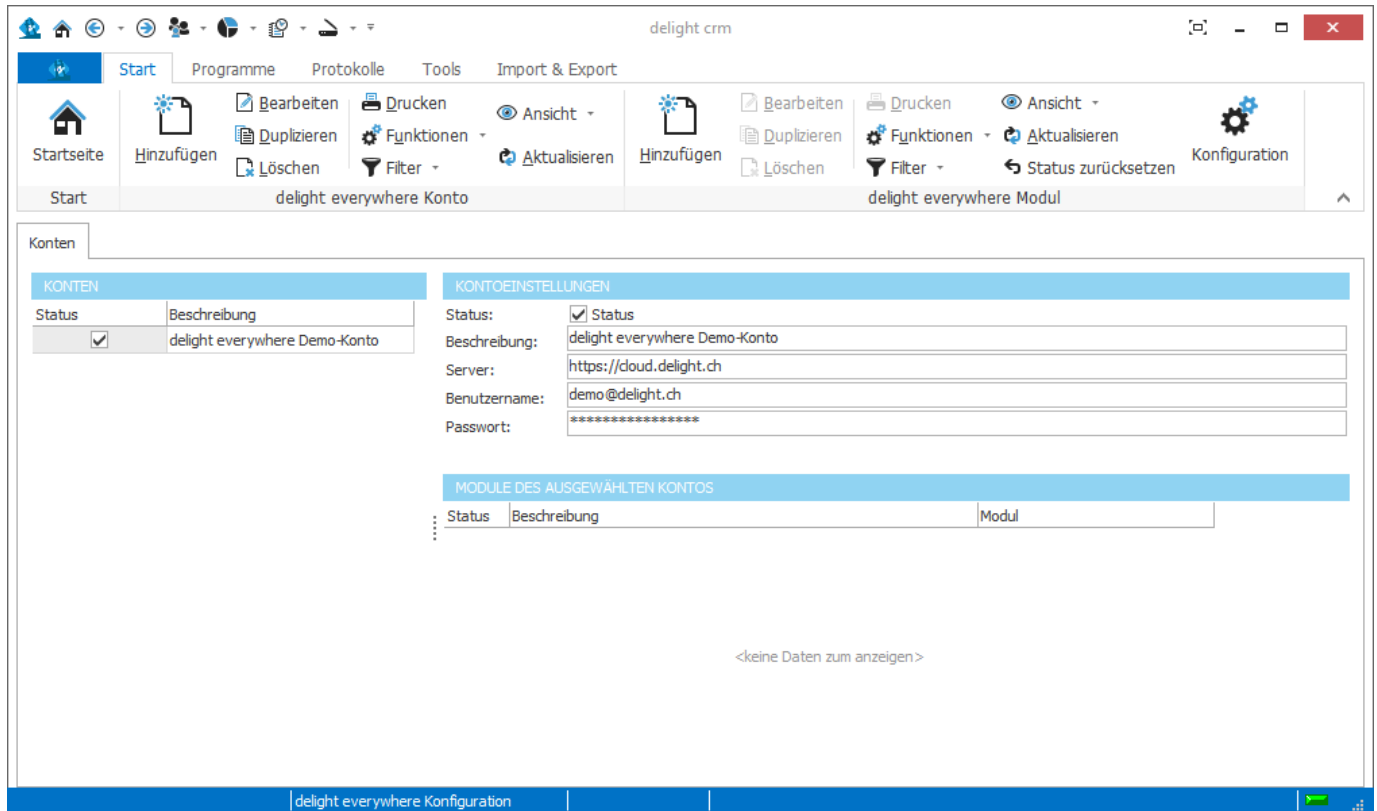 delight crm
Start Programme Protokolle Tools Import & Export
Startseite
Hinzufügen
Bearbeiten
Duplizieren
Löschen
Drucken
Funktionen
Filter
Ansicht
Aktualisieren
Hinzufügen
Bearbeiten
Duplizieren
Löschen
Drucken
Funktionen
Filter
Ansicht
Aktualisieren
Status zurücksetzen
Konfiguration
Start delight everywhere Konto delight everywhere Modul
Konten
KONTEN
Status Beschreibung
delight everywhere Demo-Konto
KONTOEINSTELLUNGEN
Status: Status
Beschreibung: delight everywhere Demo-Konto
Server: https://cloud.delight.ch
Benutzername: demo@delight.ch
Passwort: ****************
MODULE DES AUSGEWÄHLTEN KONTOS
Status Beschreibung Modul
<keine Daten zum anzeigen>
delight everywhere Konfiguration